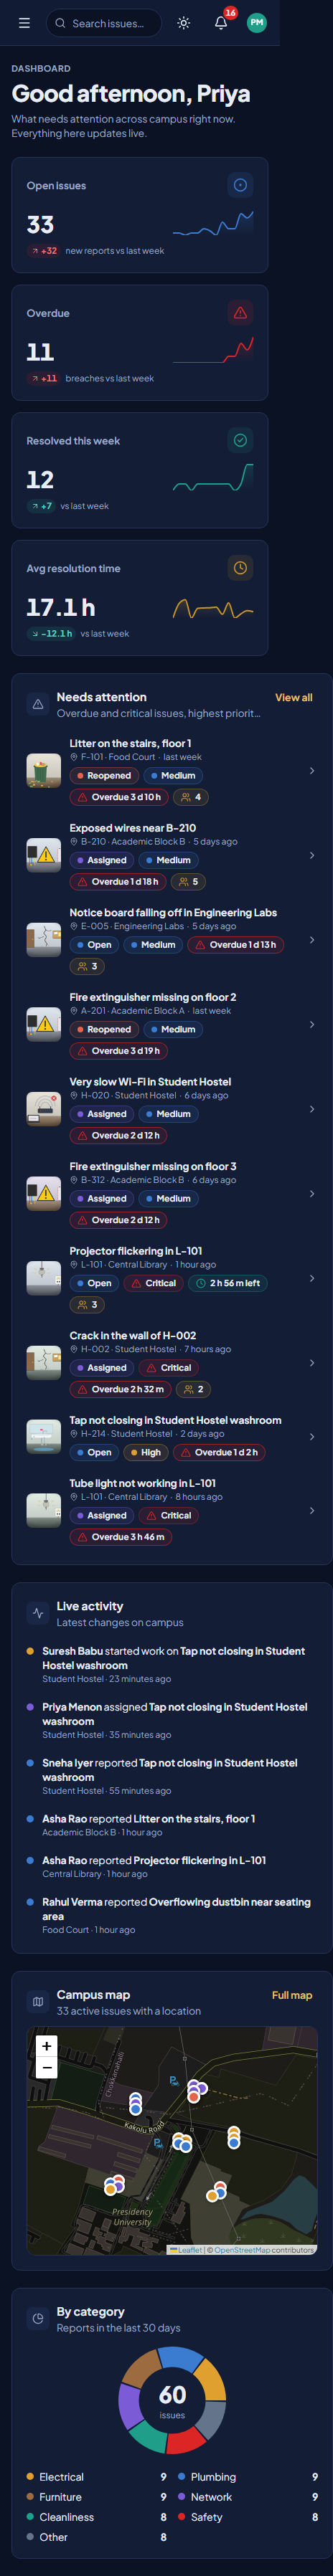 Search issues...
16
PM
DASHBOARD
Good afternoon, Priya
What needs attention across campus right now.
Everything here updates live.
Open issues
33
+32 new reports vs last week
Overdue
11
+11 breaches vs last week
Resolved this week
12
+7 vs last week
Avg resolution time
17.1 h
−12.1 h vs last week
Needs attention
View all
Overdue and critical issues, highest priorit...
Litter on the stairs, floor 1
F-101 · Food Court · last week
Reopened Medium
Overdue 3 d 10 h 4
Exposed wires near B-210
B-210 · Academic Block B · 5 days ago
Assigned Medium
Overdue 1 d 18 h 5
Notice board falling off in Engineering Labs
E-005 · Engineering Labs · 5 days ago
Open Medium Overdue 1 d 13 h
3
Fire extinguisher missing on floor 2
A-201 · Academic Block A · last week
Reopened Medium
Overdue 3 d 19 h
Very slow Wi-Fi in Student Hostel
H-020 · Student Hostel · 6 days ago
Assigned Medium
Overdue 2 d 12 h
Fire extinguisher missing on floor 3
B-312 · Academic Block B · 6 days ago
Assigned Medium
Overdue 2 d 12 h
Projector flickering in L-101
L-101 · Central Library · 1 hour ago
Open Critical 2 h 56 m left
3
Crack in the wall of H-002
H-002 · Student Hostel · 7 hours ago
Assigned Critical
Overdue 2 h 32 m 2
Tap not closing in Student Hostel washroom
H-214 · Student Hostel · 2 days ago
Open High Overdue 1 d 2 h
Tube light not working in L-101
L-101 · Central Library · 8 hours ago
Assigned Critical
Overdue 3 h 46 m
Live activity
Latest changes on campus
Suresh Babu started work on Tap not closing in Student
Hostel washroom
Student Hostel · 23 minutes ago
Priya Menon assigned Tap not closing in Student Hostel
washroom
Student Hostel · 35 minutes ago
Sneha Iyer reported Tap not closing in Student Hostel
washroom
Student Hostel · 55 minutes ago
Asha Rao reported Litter on the stairs, floor 1
Academic Block B · 1 hour ago
Asha Rao reported Projector flickering in L-101
Central Library · 1 hour ago
Rahul Verma reported Overflowing dustbin near seating
area
Food Court · 1 hour ago
Campus map
Full map
33 active issues with a location
+
−
Chokkanahalli
Kakolu Road
Presidency
University
Leaflet | © OpenStreetMap contributors
By category
Reports in the last 30 days
60
issues
Electrical 9
Plumbing 9
Furniture 9
Network 9
Cleanliness 8
Safety 8
Other 8